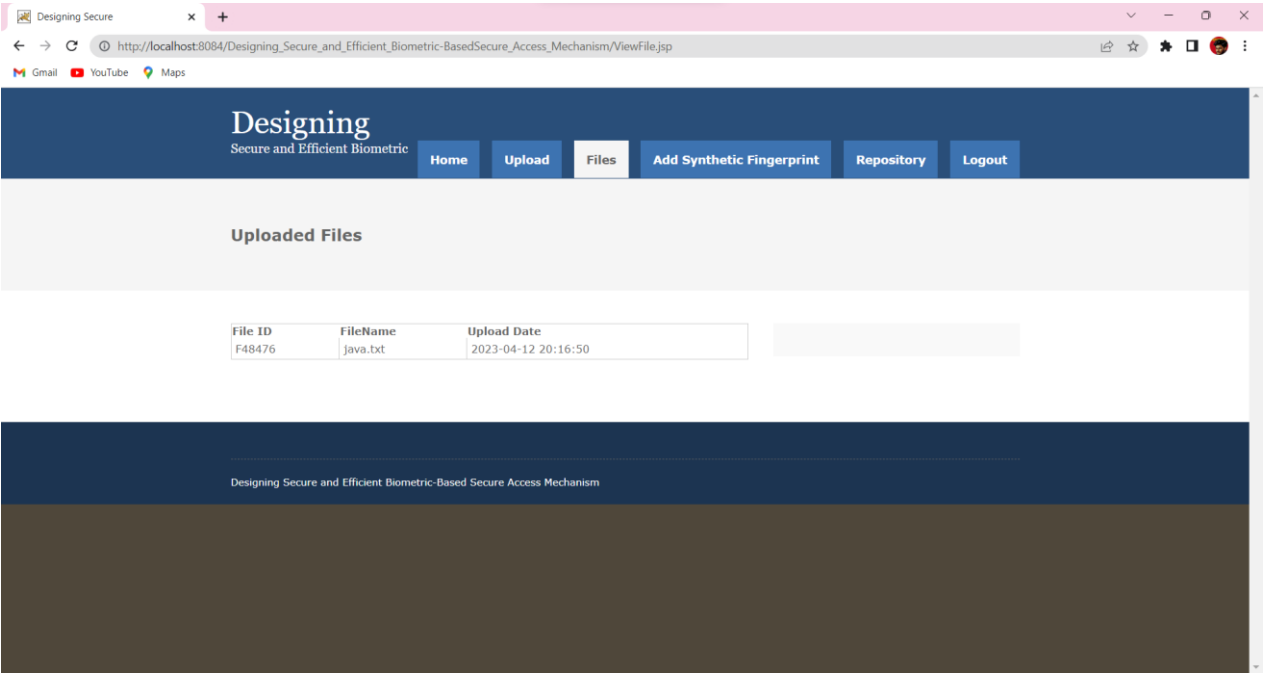 Designing Secure
http://localhost:8084/Designing_Secure_and_Efficient_Biometric-BasedSecure_Access_Mechanism/ViewFile.jsp
Gmail YouTube Maps
Designing
Secure and Efficient Biometric
Home Upload Files Add Synthetic Fingerprint Repository Logout
Uploaded Files
File ID FileName Upload Date
F48476 java.txt 2023-04-12 20:16:50
Designing Secure and Efficient Biometric-Based Secure Access Mechanism